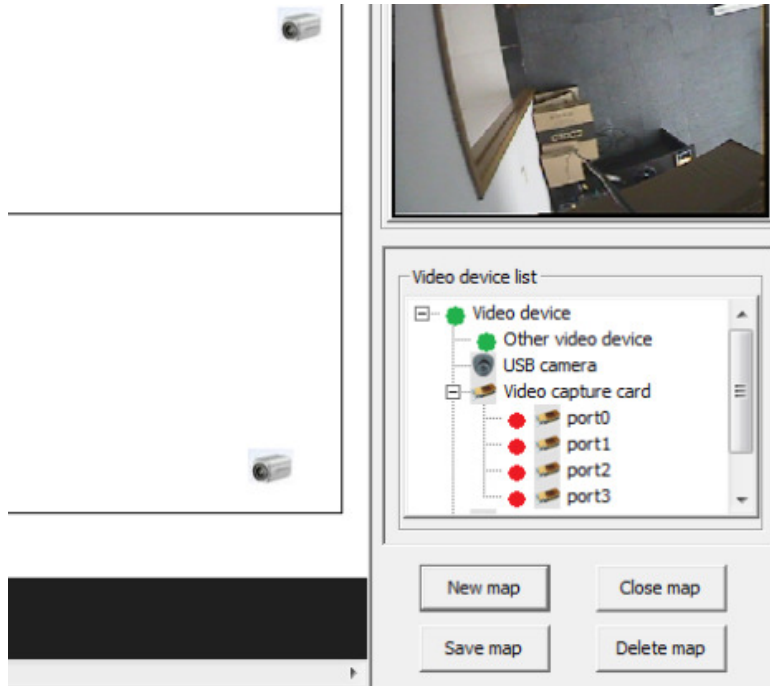 Video device list
Video device
Other video device
USB camera
Video capture card
port0
port1
port2
port3
New map
Close map
Save map
Delete map